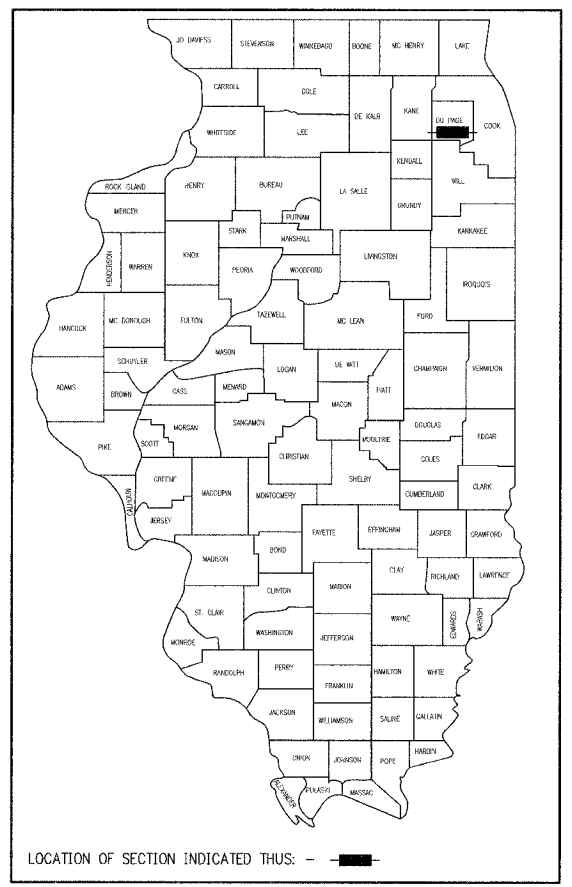 JO DAVIESS STEVENSON WINNEBAGO BOONE MC HENRY LAKE
CARROLL OGLE DE KALB KANE DU PAGE COOK
WHITESIDE LEE
KENDALL WILL
ROCK ISLAND HENRY BUREAU LA SALLE GRUNDY
MERCER PUTNAM KANKAKEE
STARK MARSHALL
HENDERSON WARREN KNOX PEORIA WOODFORD LIVINGSTON IROQUOIS
HANCOCK MC DONOUGH FULTON TAZEWELL MC LEAN FORD
MASON
SCHUYLER LOGAN DE WITT CHAMPAIGN VERMILION
ADAMS BROWN CASS MENARD PIATT
MACON
MORGAN SANGAMON DOUGLAS
PIKE SCOTT CHRISTIAN MOULTRIE EDGAR
COLES
GREENE MACOUPIN MONTGOMERY SHELBY CLARK
CALHOUN CUMBERLAND
JERSEY FAYETTE EFFINGHAM JASPER CRAWFORD
MADISON BOND
CLAY RICHLAND LAWRENCE
CLINTON MARION
ST. CLAIR WAYNE EDWARDS WABASH
WASHINGTON JEFFERSON
MONROE
RANDOLPH PERRY HAMILTON WHITE
FRANKLIN
JACKSON WILLIAMSON SALINE GALLATIN
UNION JOHNSON POPE HARDIN
ALEXANDER PULASKI MASSAC
LOCATION OF SECTION INDICATED THUS: -